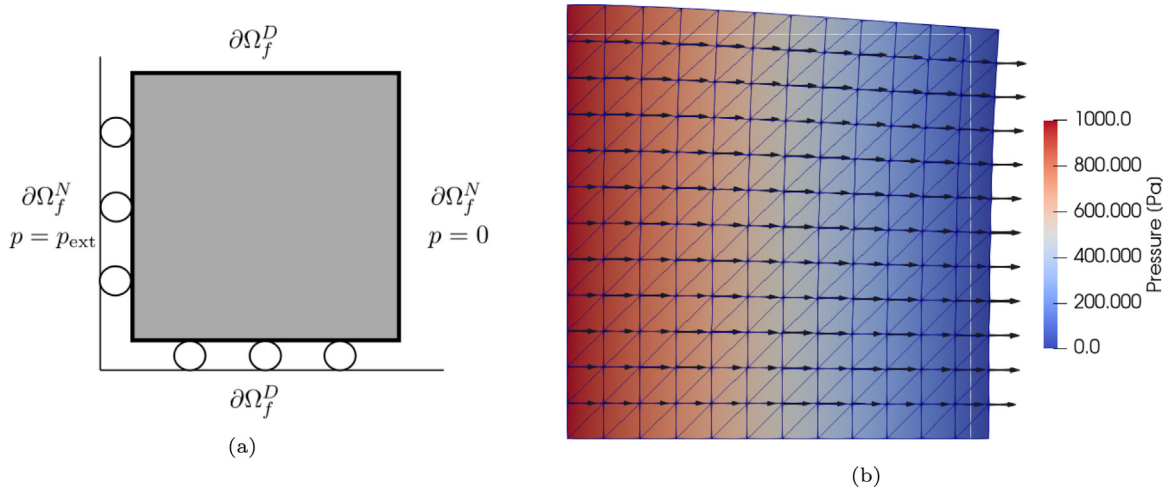 ∂Ω_f^D
∂Ω_f^N
p = p_ext
∂Ω_f^N
p = 0
∂Ω_f^D
(a)
1000.0
800.000
600.000
400.000
200.000
0.0
Pressure (Pa)
(b)